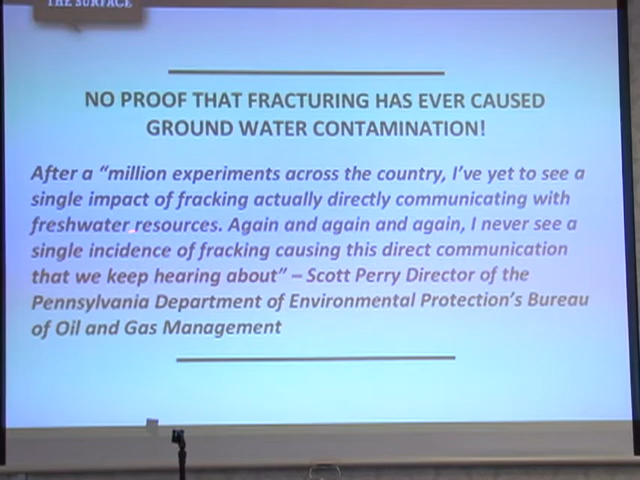 THE SURFACE
NO PROOF THAT FRACTURING HAS EVER CAUSED
GROUND WATER CONTAMINATION!
After a “million experiments across the country, I’ve yet to see a
single impact of fracking actually directly communicating with
freshwater resources. Again and again and again, I never see a
single incidence of fracking causing this direct communication
that we keep hearing about” – Scott Perry Director of the
Pennsylvania Department of Environmental Protection’s Bureau
of Oil and Gas Management